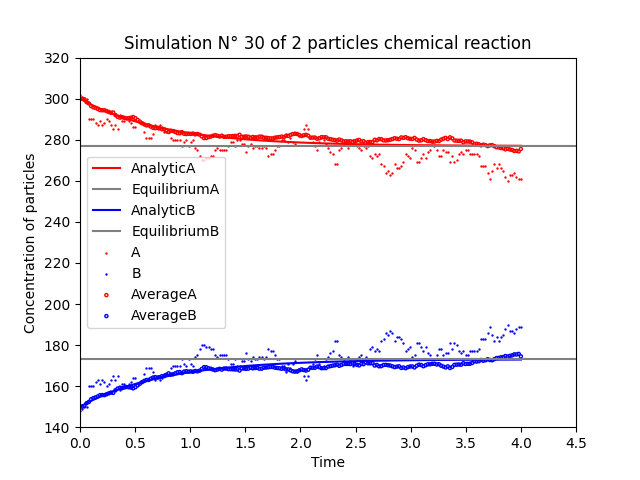 Simulation N° 30 of 2 particles chemical reaction
Concentration of particles
320
300
280
260
240
220
200
180
160
140
AnalyticA
EquilibriumA
AnalyticB
EquilibriumB
A
B
AverageA
AverageB
0.0 0.5 1.0 1.5 2.0 2.5 3.0 3.5 4.0 4.5
Time